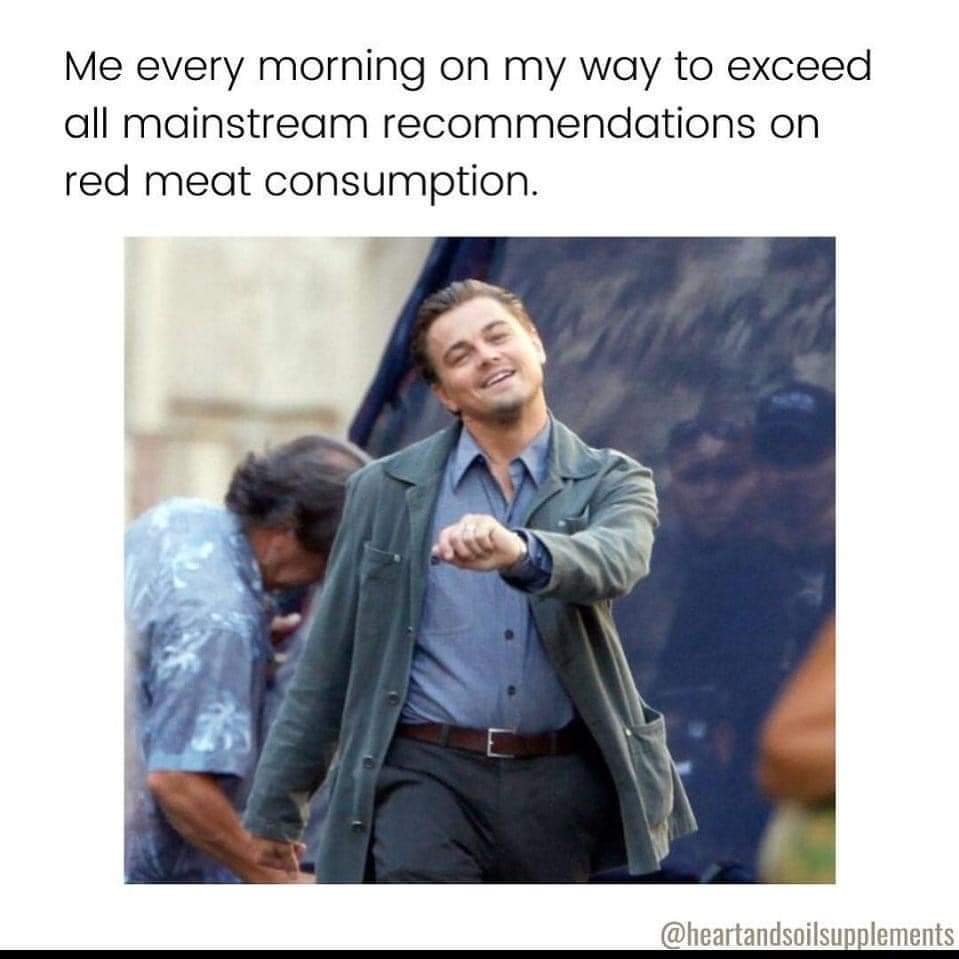 Me every morning on my way to exceed
all mainstream recommendations on
red meat consumption.
@heartandsoilsupplements